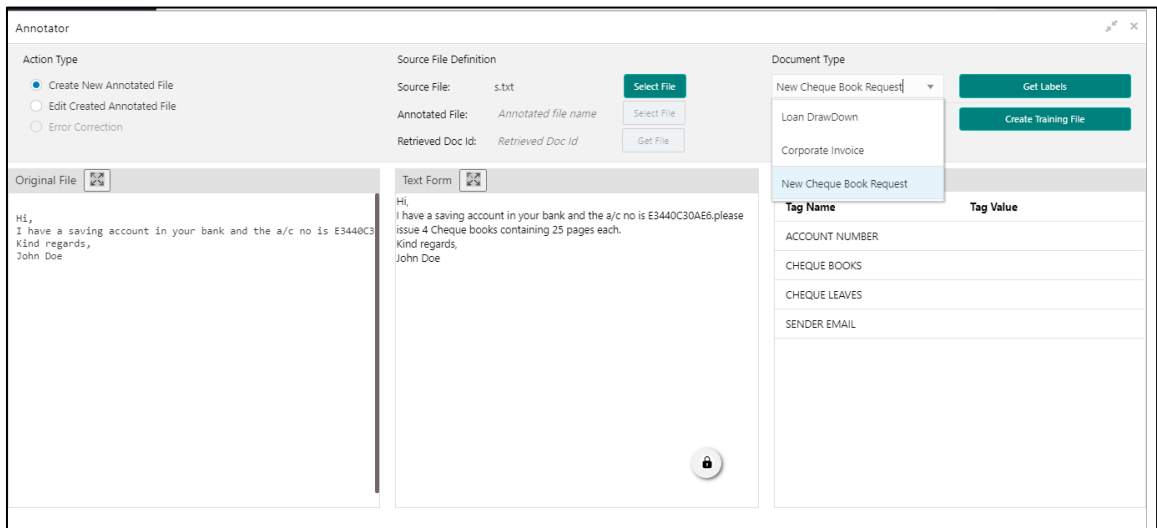 Annotator
Action Type
Create New Annotated File
Edit Created Annotated File
Error Correction
Source File Definition
Source File: s.txt Select File
Annotated File: Annotated file name Select File
Retrieved Doc Id: Retrieved Doc Id Get File
Document Type
New Cheque Book Request Get Labels
Create Training File
Loan DrawDown
Corporate Invoice
New Cheque Book Request
Original File
Hi,
I have a saving account in your bank and the a/c no is E3440C3
Kind regards,
John Doe
Text Form
Hi,
I have a saving account in your bank and the a/c no is E3440C30AE6.please
issue 4 Cheque books containing 25 pages each.
Kind regards,
John Doe
Tag Name Tag Value
ACCOUNT NUMBER
CHEQUE BOOKS
CHEQUE LEAVES
SENDER EMAIL